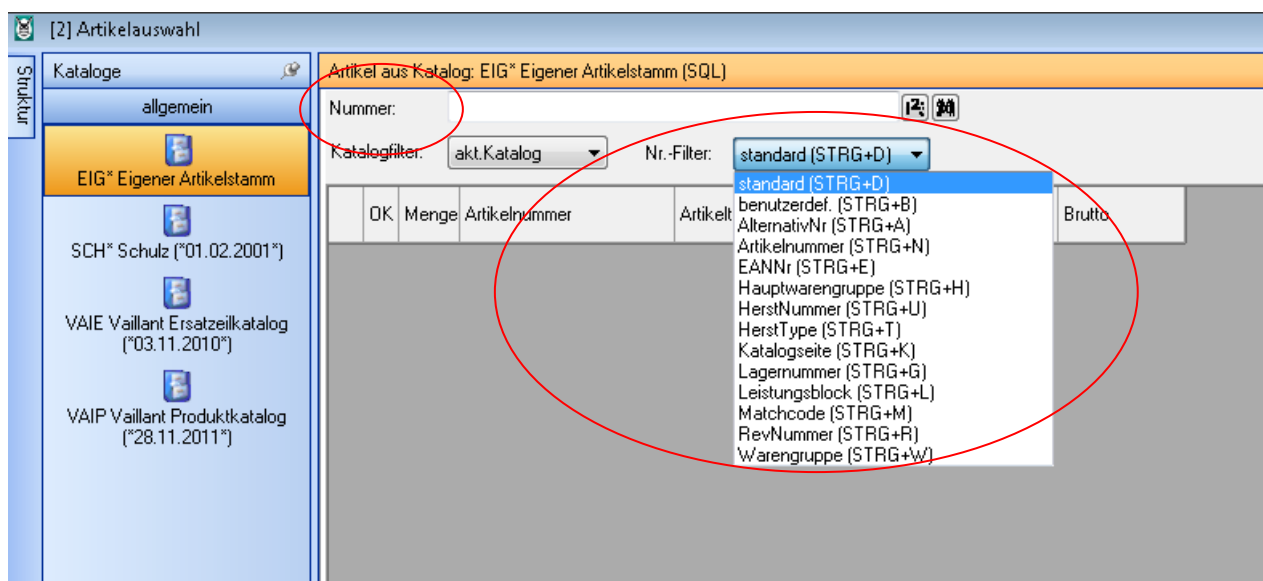 [2] Artikelauswahl
Struktur
Kataloge
allgemein
EIG* Eigener Artikelstamm
SCH* Schulz (*01.02.2001*)
VAIE Vaillant Ersatzeilkatalog
(*03.11.2010*)
VAIP Vaillant Produktkatalog
(*28.11.2011*)
Artikel aus Katalog: EIG* Eigener Artikelstamm (SQL)
Nummer:
Katalogfilter: akt.Katalog Nr.-Filter: standard (STRG+D)
OK Menge Artikelnummer Artikelt Brutto
standard (STRG+D)
benutzerdef. (STRG+B)
AlternativNr (STRG+A)
Artikelnummer (STRG+N)
EANNr (STRG+E)
Hauptwarengruppe (STRG+H)
HerstNummer (STRG+U)
HerstType (STRG+T)
Katalogseite (STRG+K)
Lagernummer (STRG+G)
Leistungsblock (STRG+L)
Matchcode (STRG+M)
RevNummer (STRG+R)
Warengruppe (STRG+W)